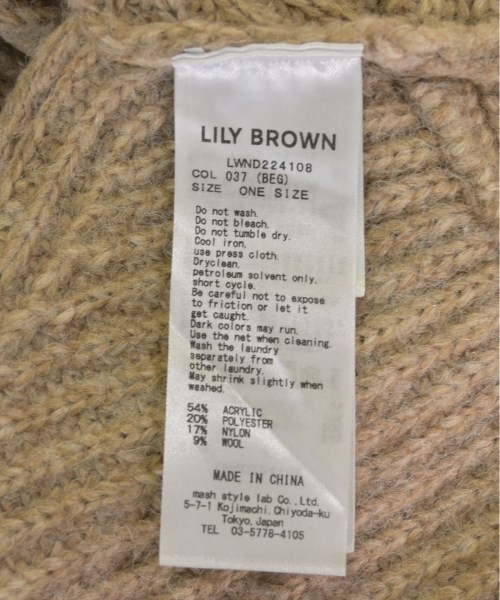 LILY BROWN
LWND224108
COL 037 (BEG)
SIZE ONE SIZE
Do not wash.
Do not bleach.
Do not tumble dry.
Cool iron,
use press cloth.
Dryclean,
petroleum solvent only,
short cycle.
Be careful not to expose
to friction or let it
get caught.
Dark colors may run.
Use the net when cleaning.
Wash the laundry
separately from
other laundry.
May shrink slightly when
washed.
54% ACRYLIC
20% POLYESTER
17% NYLON
9% WOOL
MADE IN CHINA
mash style lab Co.,Ltd.
5-7-1 Kojimachi,Chiyoda-ku
Tokyo,Japan
TEL 03-5778-4105